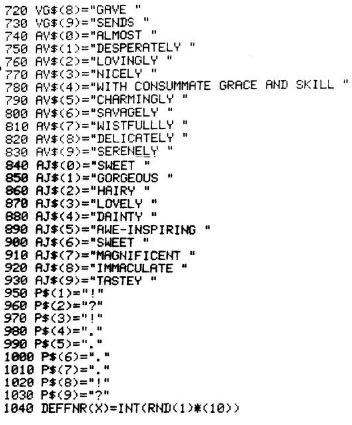 720 VG$(8)="GAVE "
730 VG$(9)="SENDS "
740 AV$(0)="ALMOST "
750 AV$(1)="DESPERATELY "
760 AV$(2)="LOVINGLY "
770 AV$(3)="NICELY "
780 AV$(4)="WITH CONSUMMATE GRACE AND SKILL "
790 AV$(5)="CHARMINGLY "
800 AV$(6)="SAVAGELY "
810 AV$(7)="WISTFULLLY "
820 AV$(8)="DELICATELY "
830 AV$(9)="SERENELY "
840 AJ$(0)="SWEET "
850 AJ$(1)="GORGEOUS "
860 AJ$(2)="HAIRY "
870 AJ$(3)="LOVELY "
880 AJ$(4)="DAINTY "
890 AJ$(5)="AWE-INSPIRING "
900 AJ$(6)="SWEET "
910 AJ$(7)="MAGNIFICENT "
920 AJ$(8)="IMMACULATE "
930 AJ$(9)="TASTEY "
950 P$(1)="!"
960 P$(2)="?"
970 P$(3)="!"
980 P$(4)="."
990 P$(5)="."
1000 P$(6)="."
1010 P$(7)="."
1020 P$(8)="!"
1030 P$(9)="?"
1040 DEFFNR(X)=INT(RND(1)*(10))